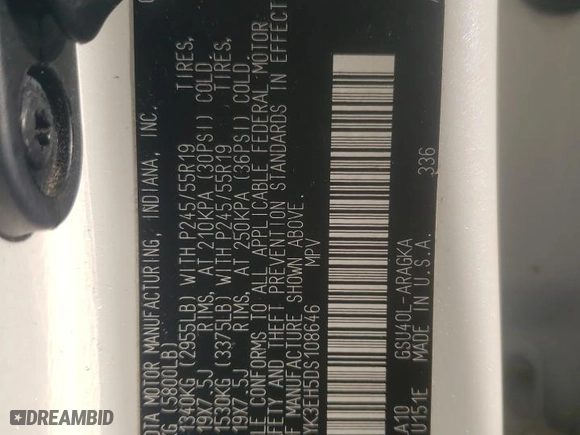 OTA MOTOR MANUFACTURING, INDIANA, INC.
KG (5800LB)
1340KG (2955LB) WITH P245/55R19 TIRES,
19X7.5J RIMS, AT 210KPA (30PSI) COLD.
1530KG (3375LB) WITH P245/55R19 TIRES,
19X7.5J RIMS, AT 250KPA (36PSI) COLD.
LE CONFORMS TO ALL APPLICABLE FEDERAL MOTOR
FETY AND THEFT PREVENTION STANDARDS IN EFFECT
F MANUFACTURE SHOWN ABOVE.
YK3EH5DS108646 MPV
336
A10 GSU40L-ARAGKA
U151E MADE IN U.S.A.
DREAMBID